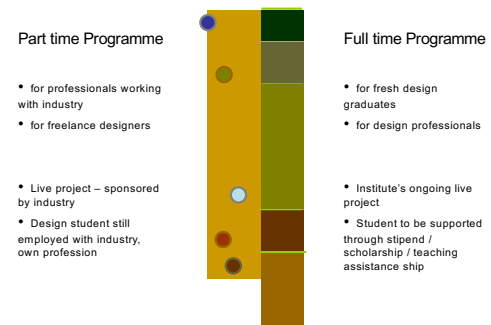 Part time Programme
• for professionals working
with industry
• for freelance designers
• Live project – sponsored
by industry
• Design student still
employed with industry,
own profession
Full time Programme
• for fresh design
graduates
• for design professionals
• Institute's ongoing live
project
• Student to be supported
through stipend /
scholarship / teaching
assistance ship